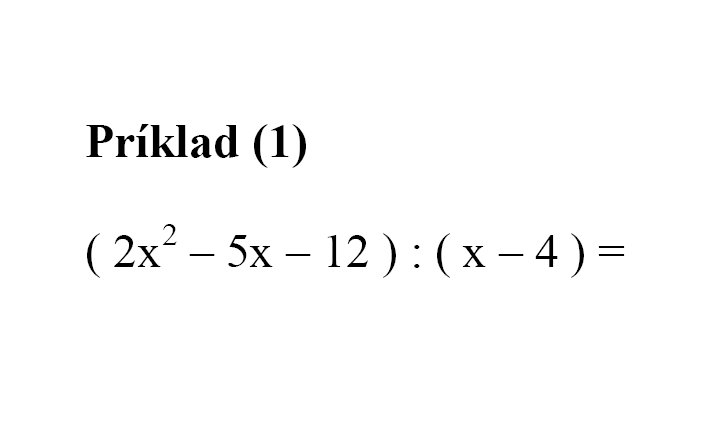 Príklad (1)
( 2x² – 5x – 12 ) : ( x – 4 ) =